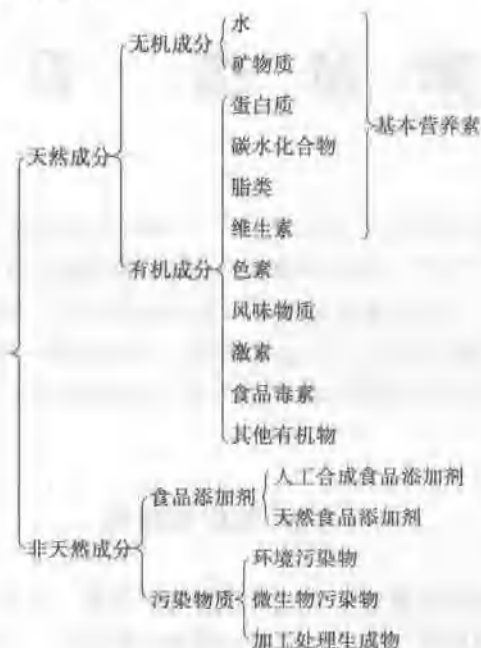 水
无机成分
矿物质
蛋白质
基本营养素
碳水化合物
天然成分
脂类
维生素
有机成分
色素
风味物质
激素
食品毒素
其他有机物
人工合成食品添加剂
食品添加剂
天然食品添加剂
非天然成分
环境污染物
污染物质
微生物污染物
加工处理生成物